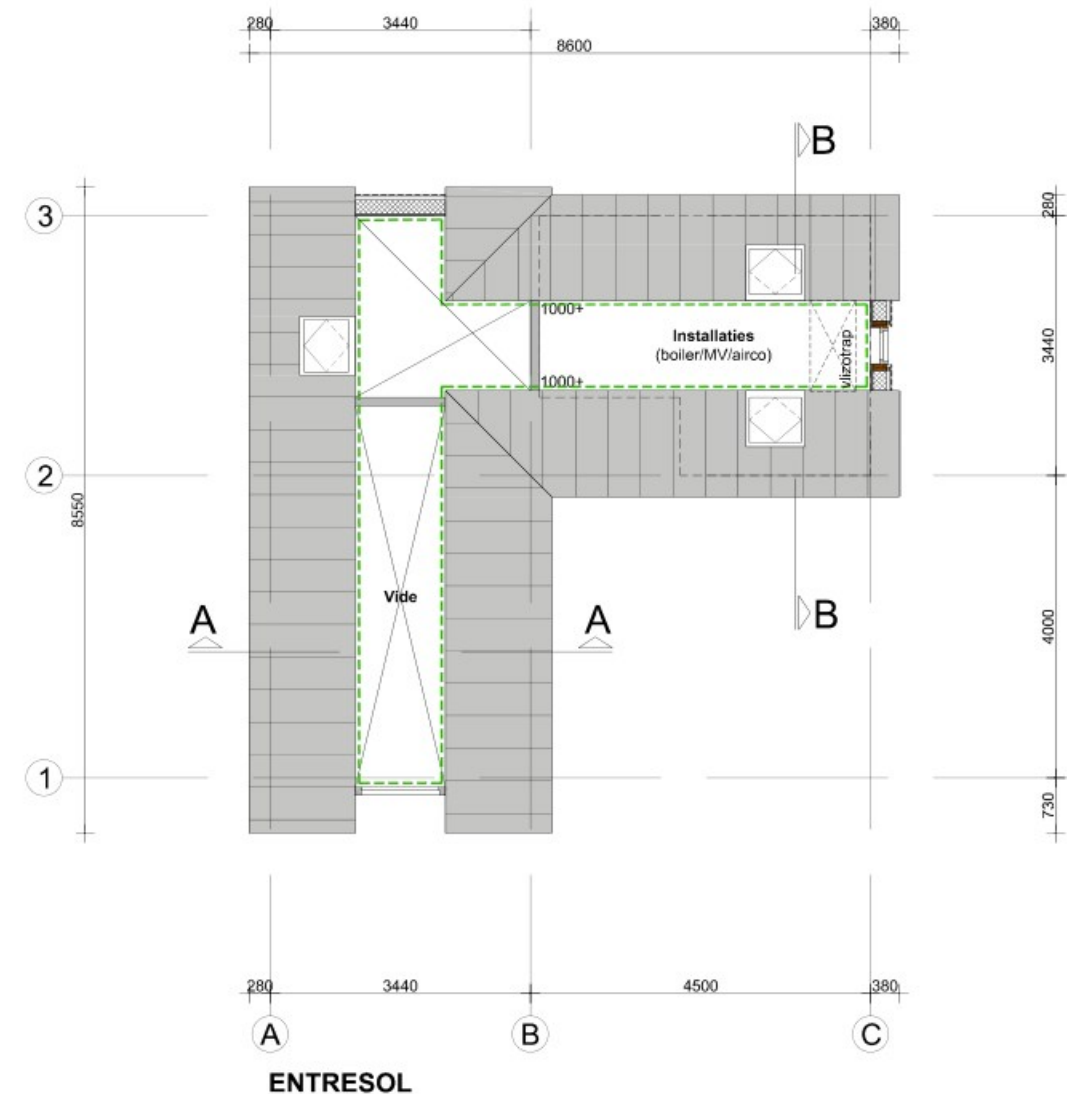 280 3440 380
8600
B
3
280
1000+
Installaties
(boiler/MV/airco)
vlizotrap
3440
1000+
2
8550
Vide
A A
B
4000
1
730
280 3440 4500 380
A B C
ENTRESOL